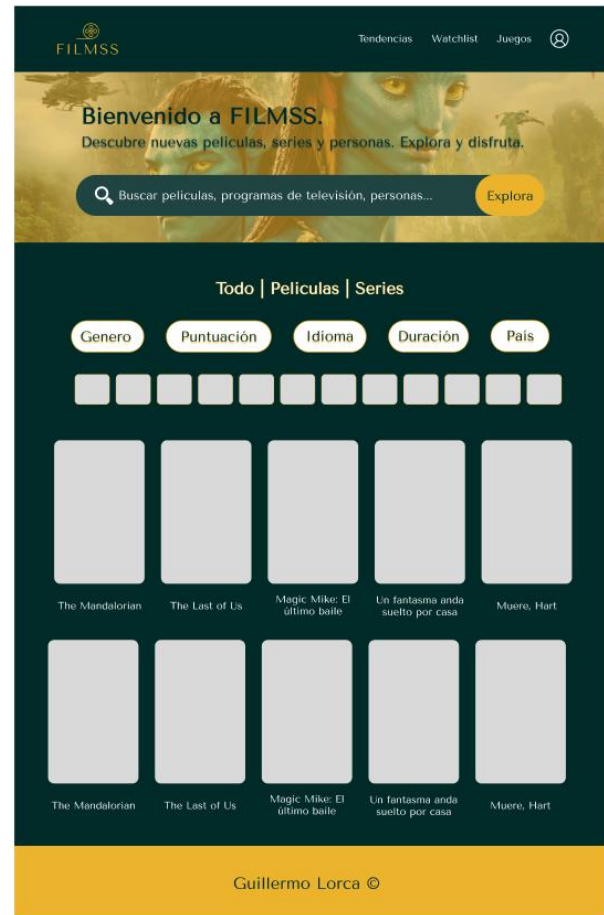 FILMSS
Tendencias Watchlist Juegos
Bienvenido a FILMSS.
Descubre nuevas peliculas, series y personas. Explora y disfruta.
Buscar peliculas, programas de televisión, personas... Explora
Todo | Peliculas | Series
Genero Puntuación Idioma Duración País
The Mandalorian The Last of Us Magic Mike: El Un fantasma anda Muere, Hart
último baile suelto por casa
The Mandalorian The Last of Us Magic Mike: El Un fantasma anda Muere, Hart
último baile suelto por casa
Guillermo Lorca ©